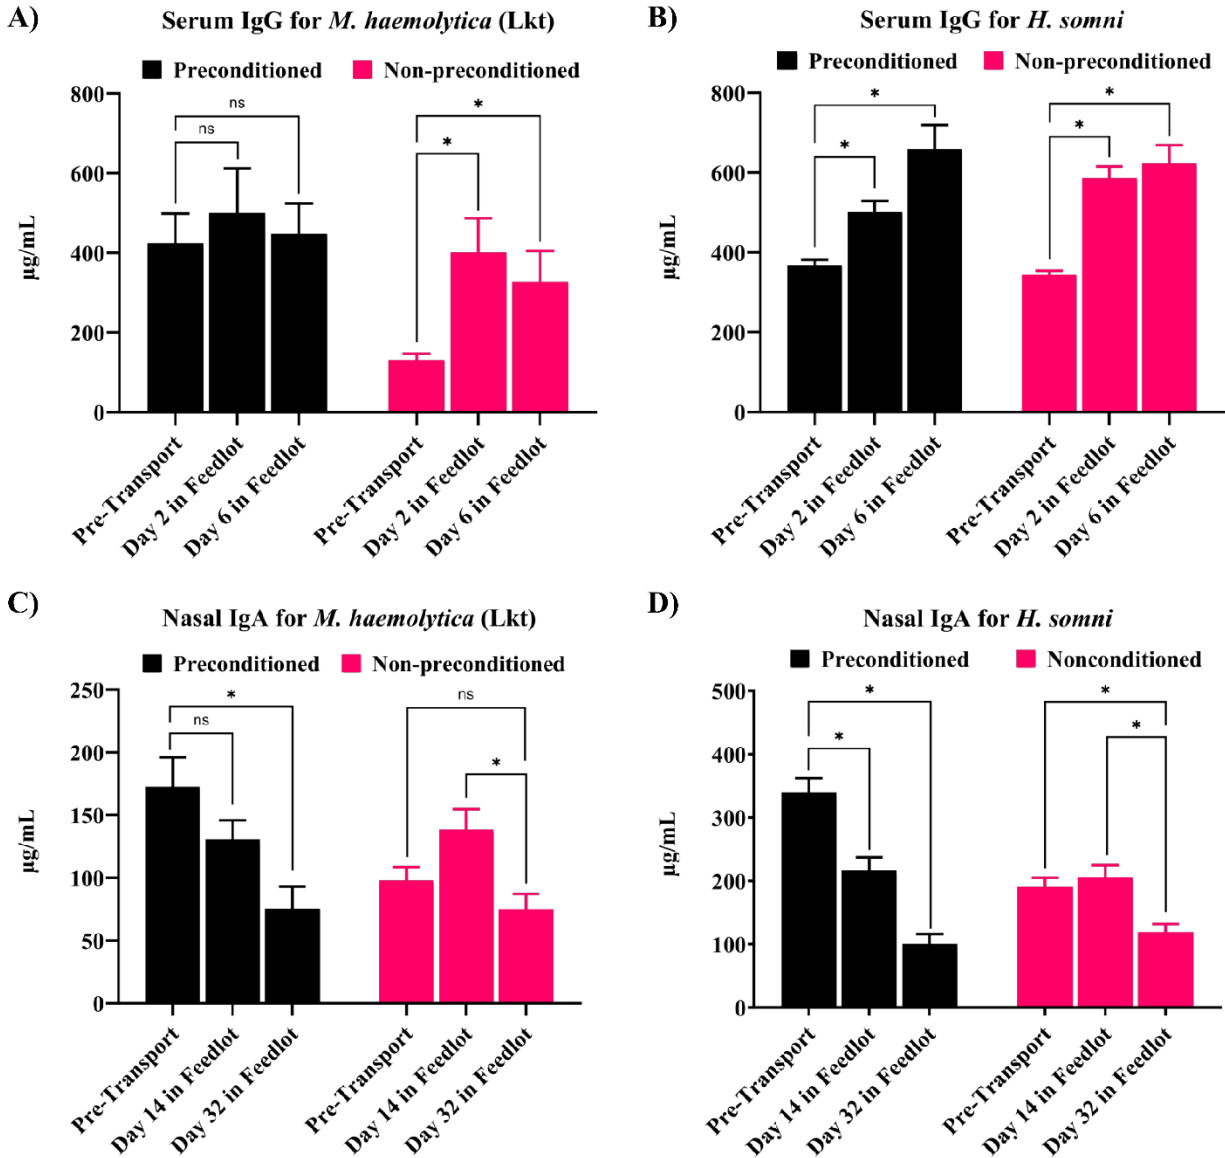 A)
Serum IgG for M. haemolytica (Lkt)
Preconditioned
Non-preconditioned
800
600
400
200
0
µg/mL
ns
ns
*
*
Pre-Transport
Day 2 in Feedlot
Day 6 in Feedlot
Pre-Transport
Day 2 in Feedlot
Day 6 in Feedlot
B)
Serum IgG for H. somni
Preconditioned
Non-preconditioned
800
600
400
200
0
µg/mL
*
*
*
*
Pre-Transport
Day 2 in Feedlot
Day 6 in Feedlot
Pre-Transport
Day 2 in Feedlot
Day 6 in Feedlot
C)
Nasal IgA for M. haemolytica (Lkt)
Preconditioned
Non-preconditioned
250
200
150
100
50
0
µg/mL
*
ns
ns
*
Pre-Transport
Day 14 in Feedlot
Day 32 in Feedlot
Pre-Transport
Day 14 in Feedlot
Day 32 in Feedlot
D)
Nasal IgA for H. somni
Preconditioned
Nonconditioned
500
400
300
200
100
0
µg/mL
*
*
*
*
Pre-Transport
Day 14 in Feedlot
Day 32 in Feedlot
Pre-Transport
Day 14 in Feedlot
Day 32 in Feedlot